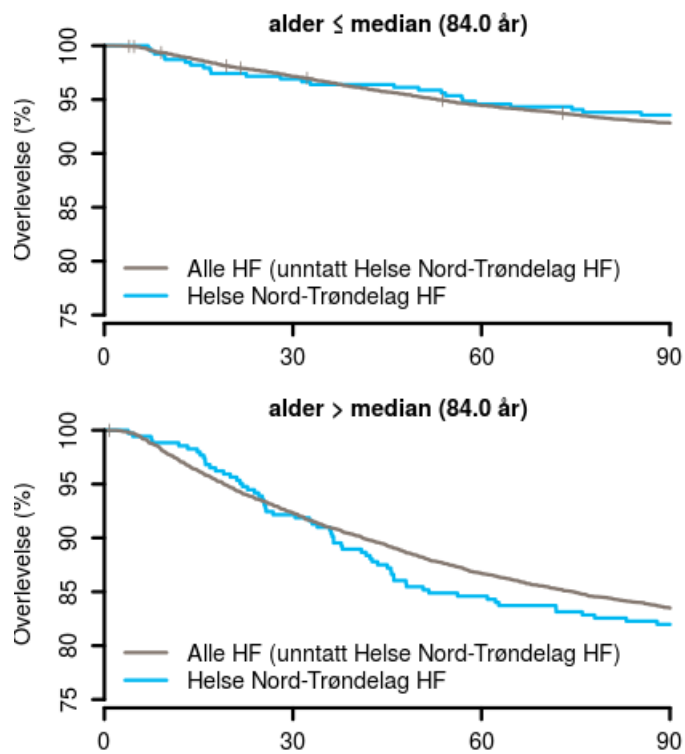 alder ≤ median (84.0 år)
Overlevelse (%)
100
95
90
85
80
75
Alle HF (unntatt Helse Nord-Trøndelag HF)
Helse Nord-Trøndelag HF
0 30 60 90
alder > median (84.0 år)
Overlevelse (%)
100
95
90
85
80
75
Alle HF (unntatt Helse Nord-Trøndelag HF)
Helse Nord-Trøndelag HF
0 30 60 90